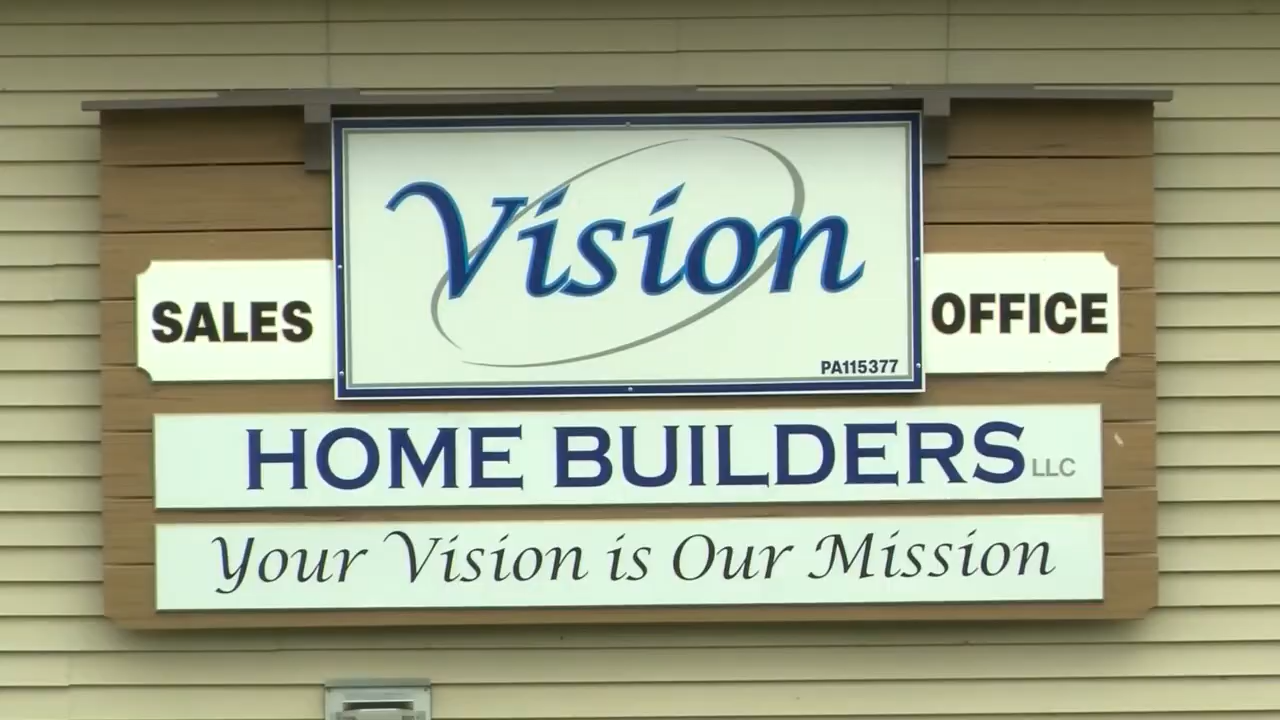 Vision
SALES
OFFICE
PA115377
HOME BUILDERS LLC
Your Vision is Our Mission